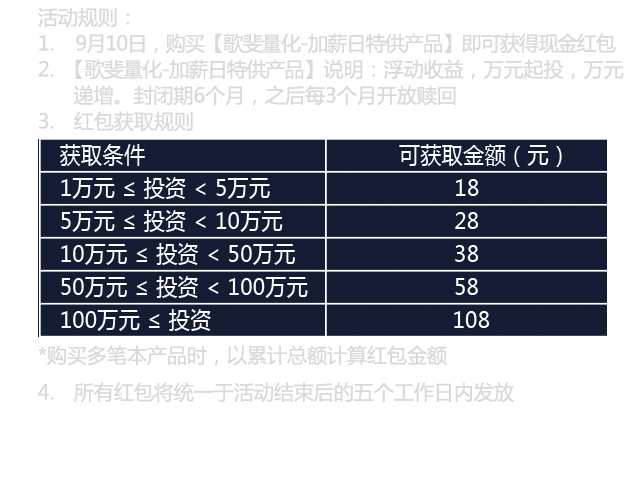 活动规则：
1. 9月10日，购买【歌斐量化-加薪日特供产品】即可获得现金红包
2. 【歌斐量化-加薪日特供产品】说明：浮动收益，万元起投，万元
递增。封闭期6个月，之后每3个月开放赎回
3. 红包获取规则
获取条件 可获取金额（元）
1万元 ≤ 投资 < 5万元 18
5万元 ≤ 投资 < 10万元 28
10万元 ≤ 投资 < 50万元 38
50万元 ≤ 投资 < 100万元 58
100万元 ≤ 投资 108
*购买多笔本产品时，以累计总额计算红包金额
4. 所有红包将统一于活动结束后的五个工作日内发放